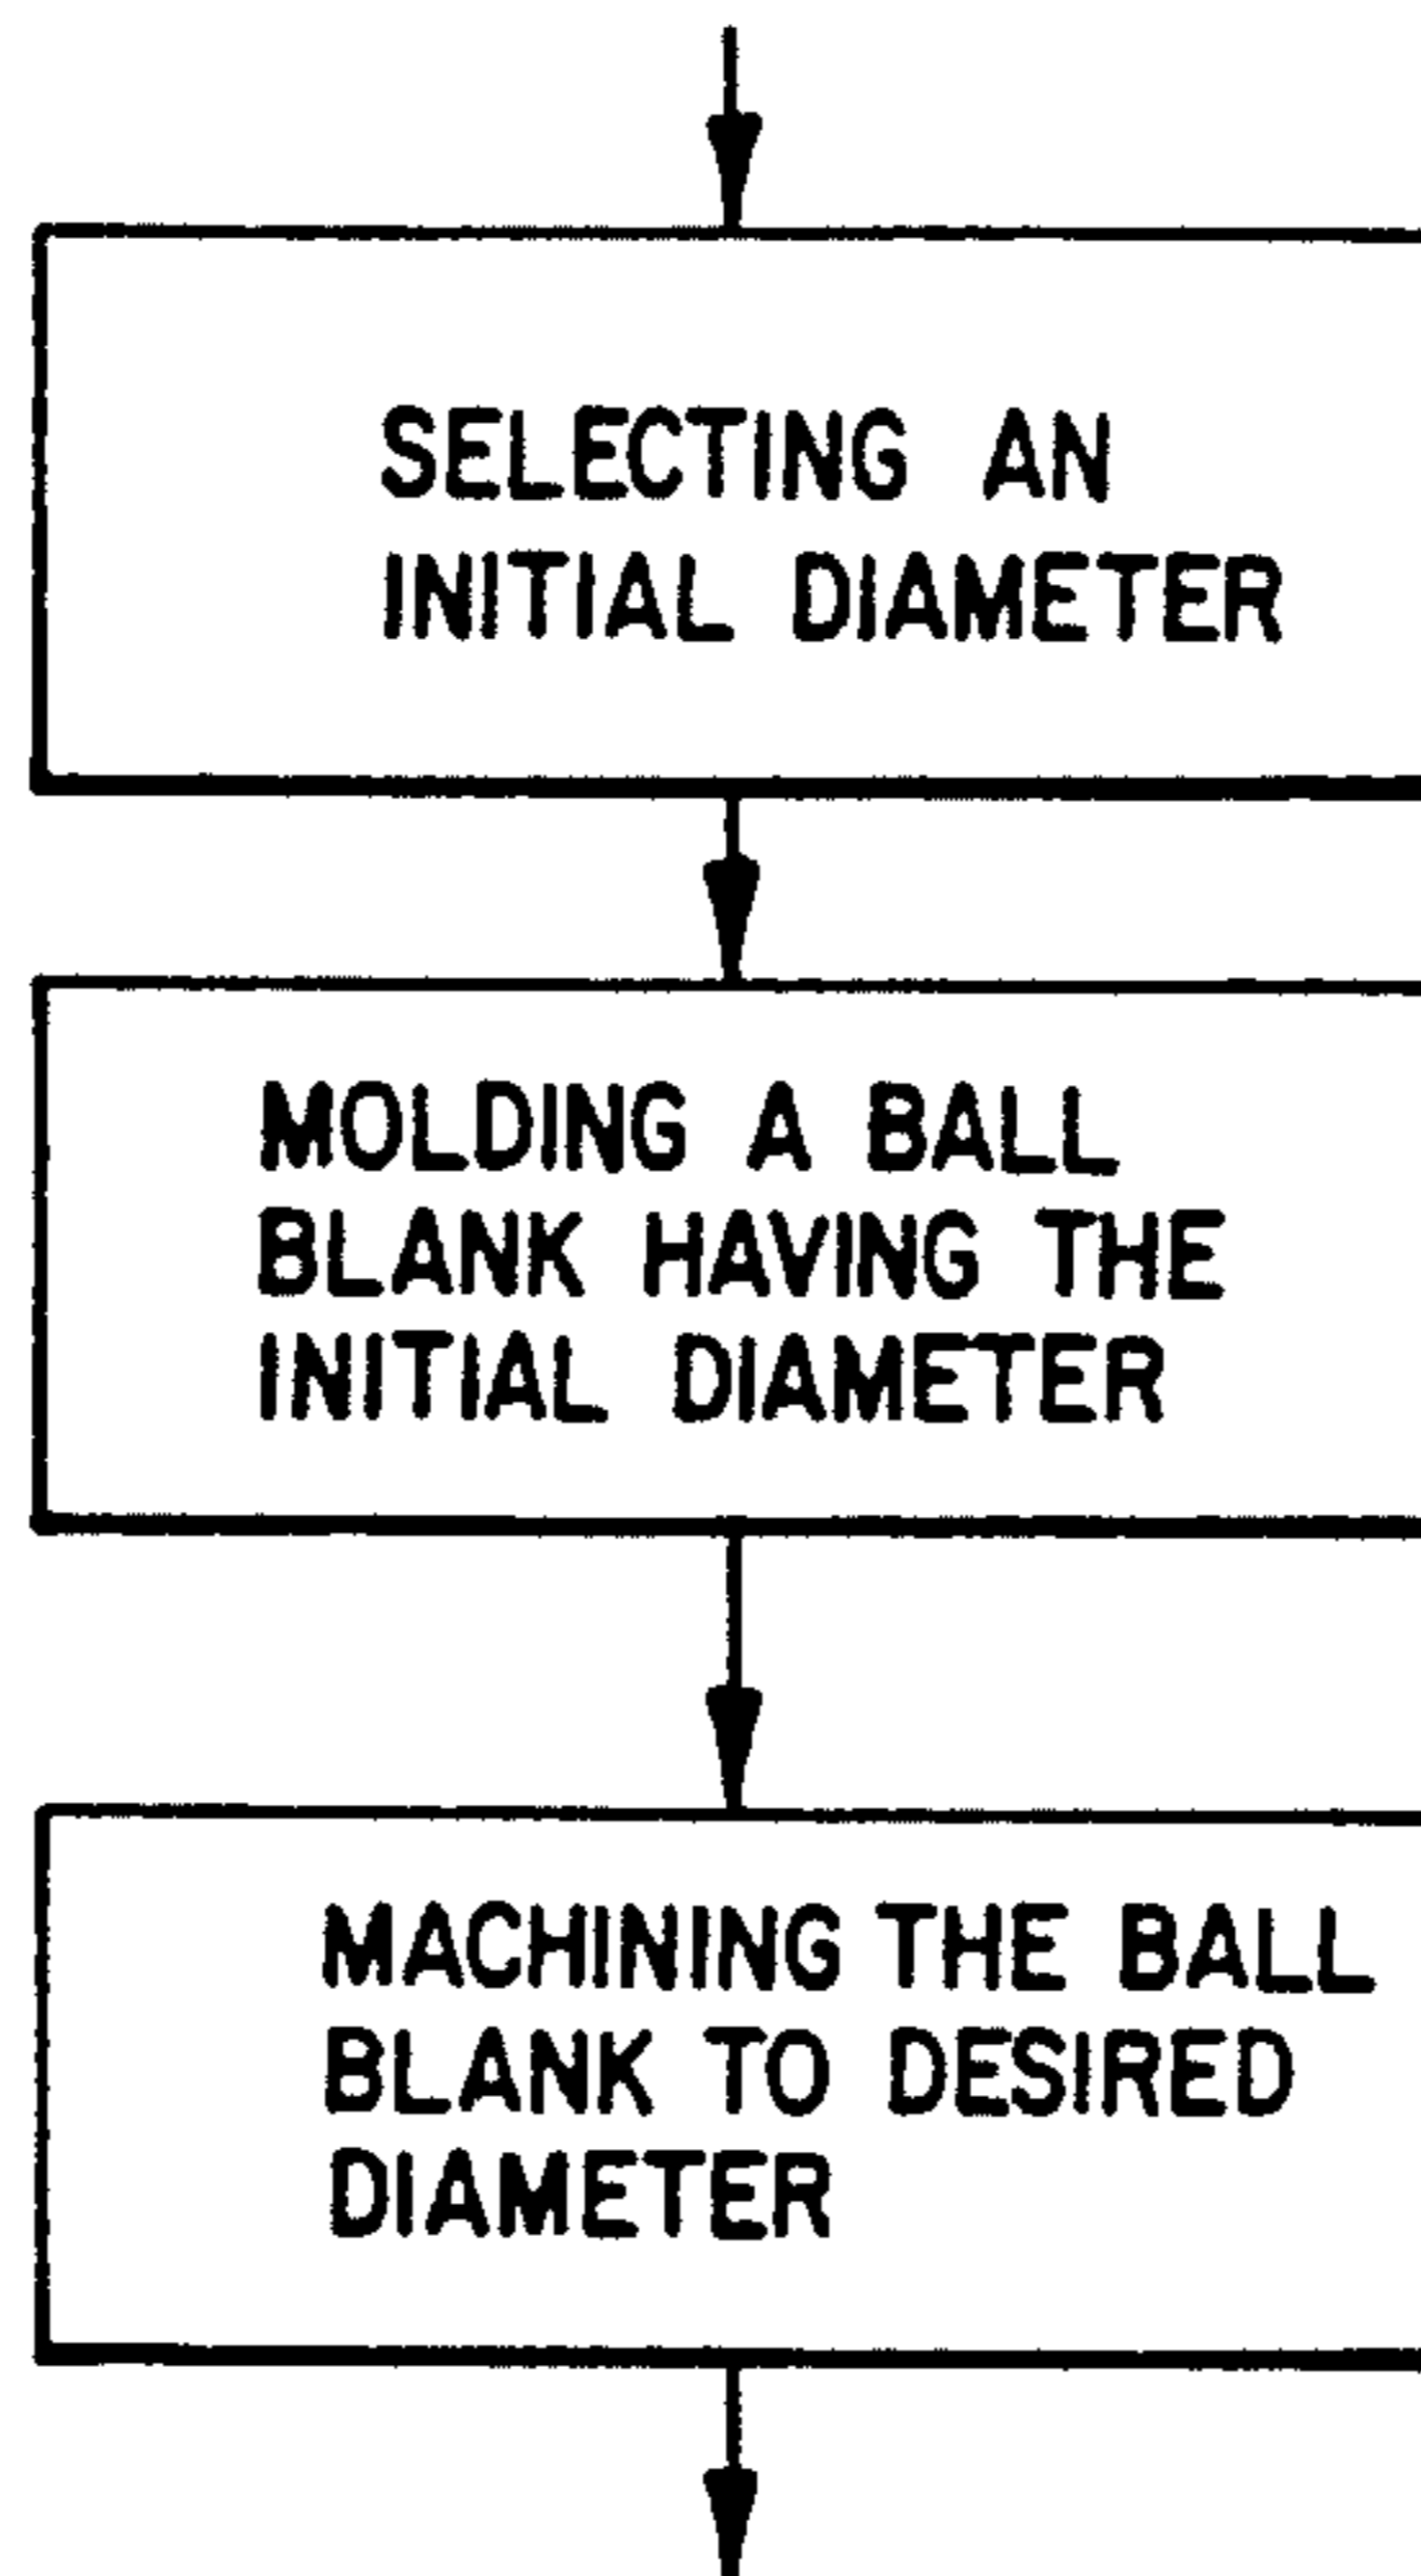 SELECTING AN
INITIAL DIAMETER
MOLDING A BALL
BLANK HAVING THE
INITIAL DIAMETER
MACHINING THE BALL
BLANK TO DESIRED
DIAMETER